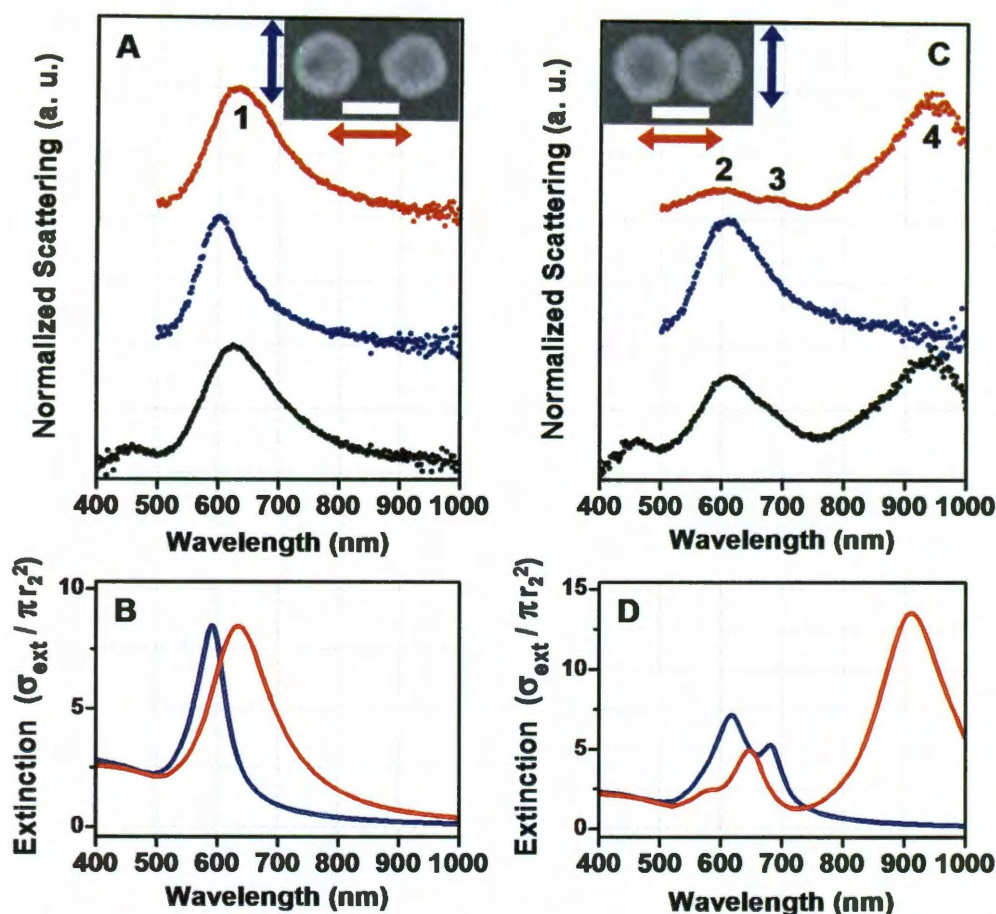 A
Normalized Scattering (a. u.)
1
400 500 600 700 800 900 1000
Wavelength (nm)
C
Normalized Scattering (a. u.)
2
3
4
400 500 600 700 800 900 1000
Wavelength (nm)
B
Extinction (σext / πr₂²)
10
5
0
400 500 600 700 800 900 1000
Wavelength (nm)
D
Extinction (σext / πr₂²)
15
10
5
0
400 500 600 700 800 900 1000
Wavelength (nm)